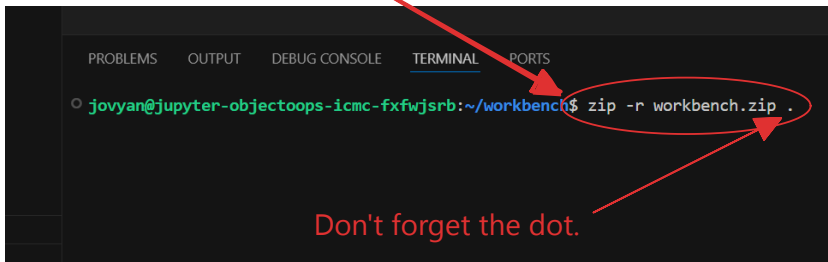 PROBLEMS OUTPUT DEBUG CONSOLE TERMINAL PORTS
jovyan@jupyter-objectoops-icmc-fxfwjsrb:~/workbench$ zip -r workbench.zip .
Don't forget the dot.